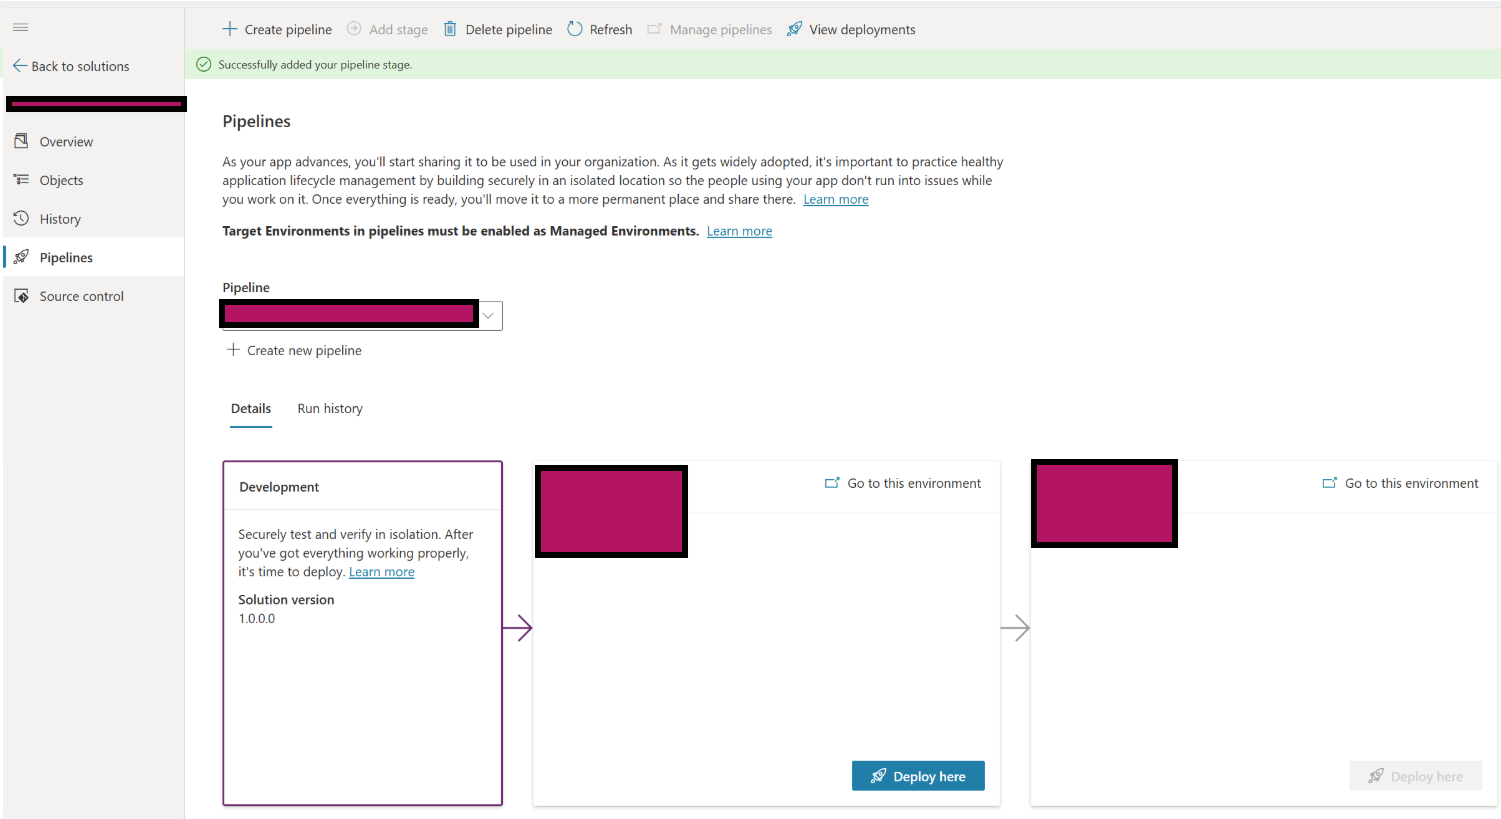 Create pipeline
Add stage
Delete pipeline
Refresh
Manage pipelines
View deployments
Back to solutions
Successfully added your pipeline stage.
Overview
Objects
History
Pipelines
Source control
Pipelines
As your app advances, you'll start sharing it to be used in your organization. As it gets widely adopted, it's important to practice healthy
application lifecycle management by building securely in an isolated location so the people using your app don't run into issues while
you work on it. Once everything is ready, you'll move it to a more permanent place and share there. Learn more
Target Environments in pipelines must be enabled as Managed Environments. Learn more
Pipeline
Create new pipeline
Details
Run history
Development
Securely test and verify in isolation. After
you've got everything working properly,
it's time to deploy. Learn more
Solution version
1.0.0.0
Go to this environment
Deploy here
Go to this environment
Deploy here